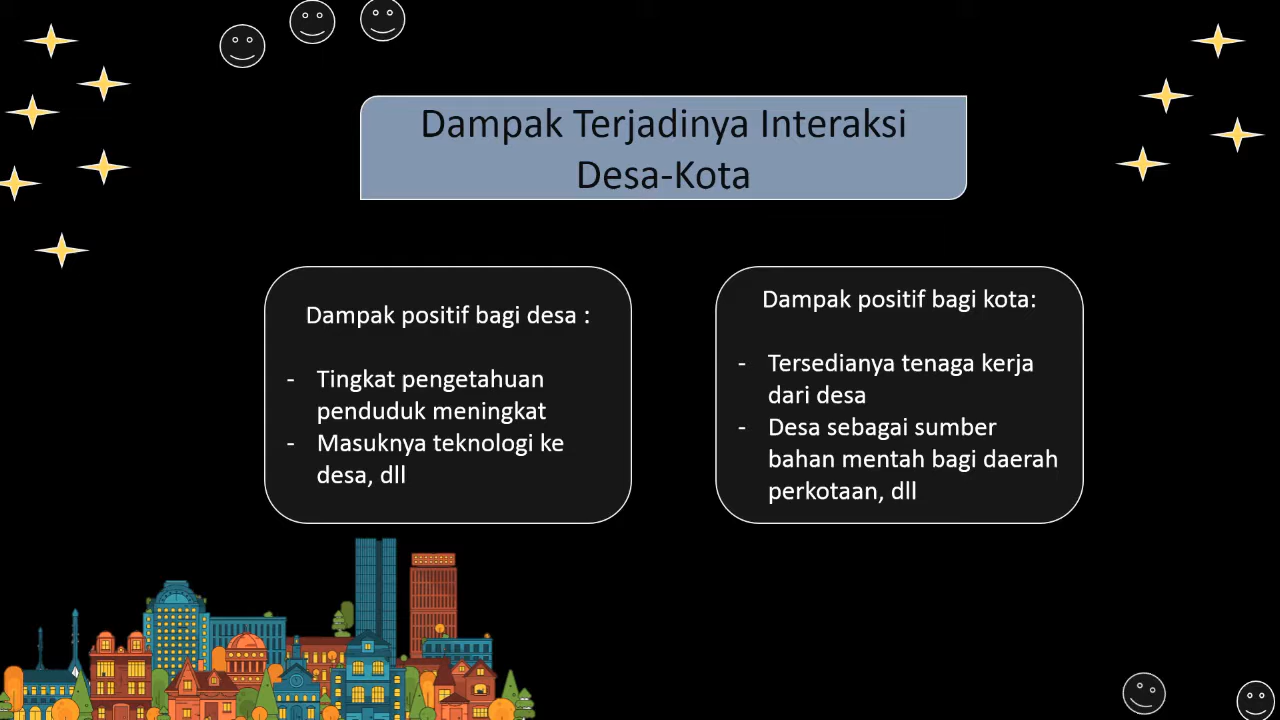 Dampak Terjadinya Interaksi
Desa-Kota
Dampak positif bagi desa :
- Tingkat pengetahuan
penduduk meningkat
- Masuknya teknologi ke
desa, dll
Dampak positif bagi kota:
- Tersedianya tenaga kerja
dari desa
- Desa sebagai sumber
bahan mentah bagi daerah
perkotaan, dll